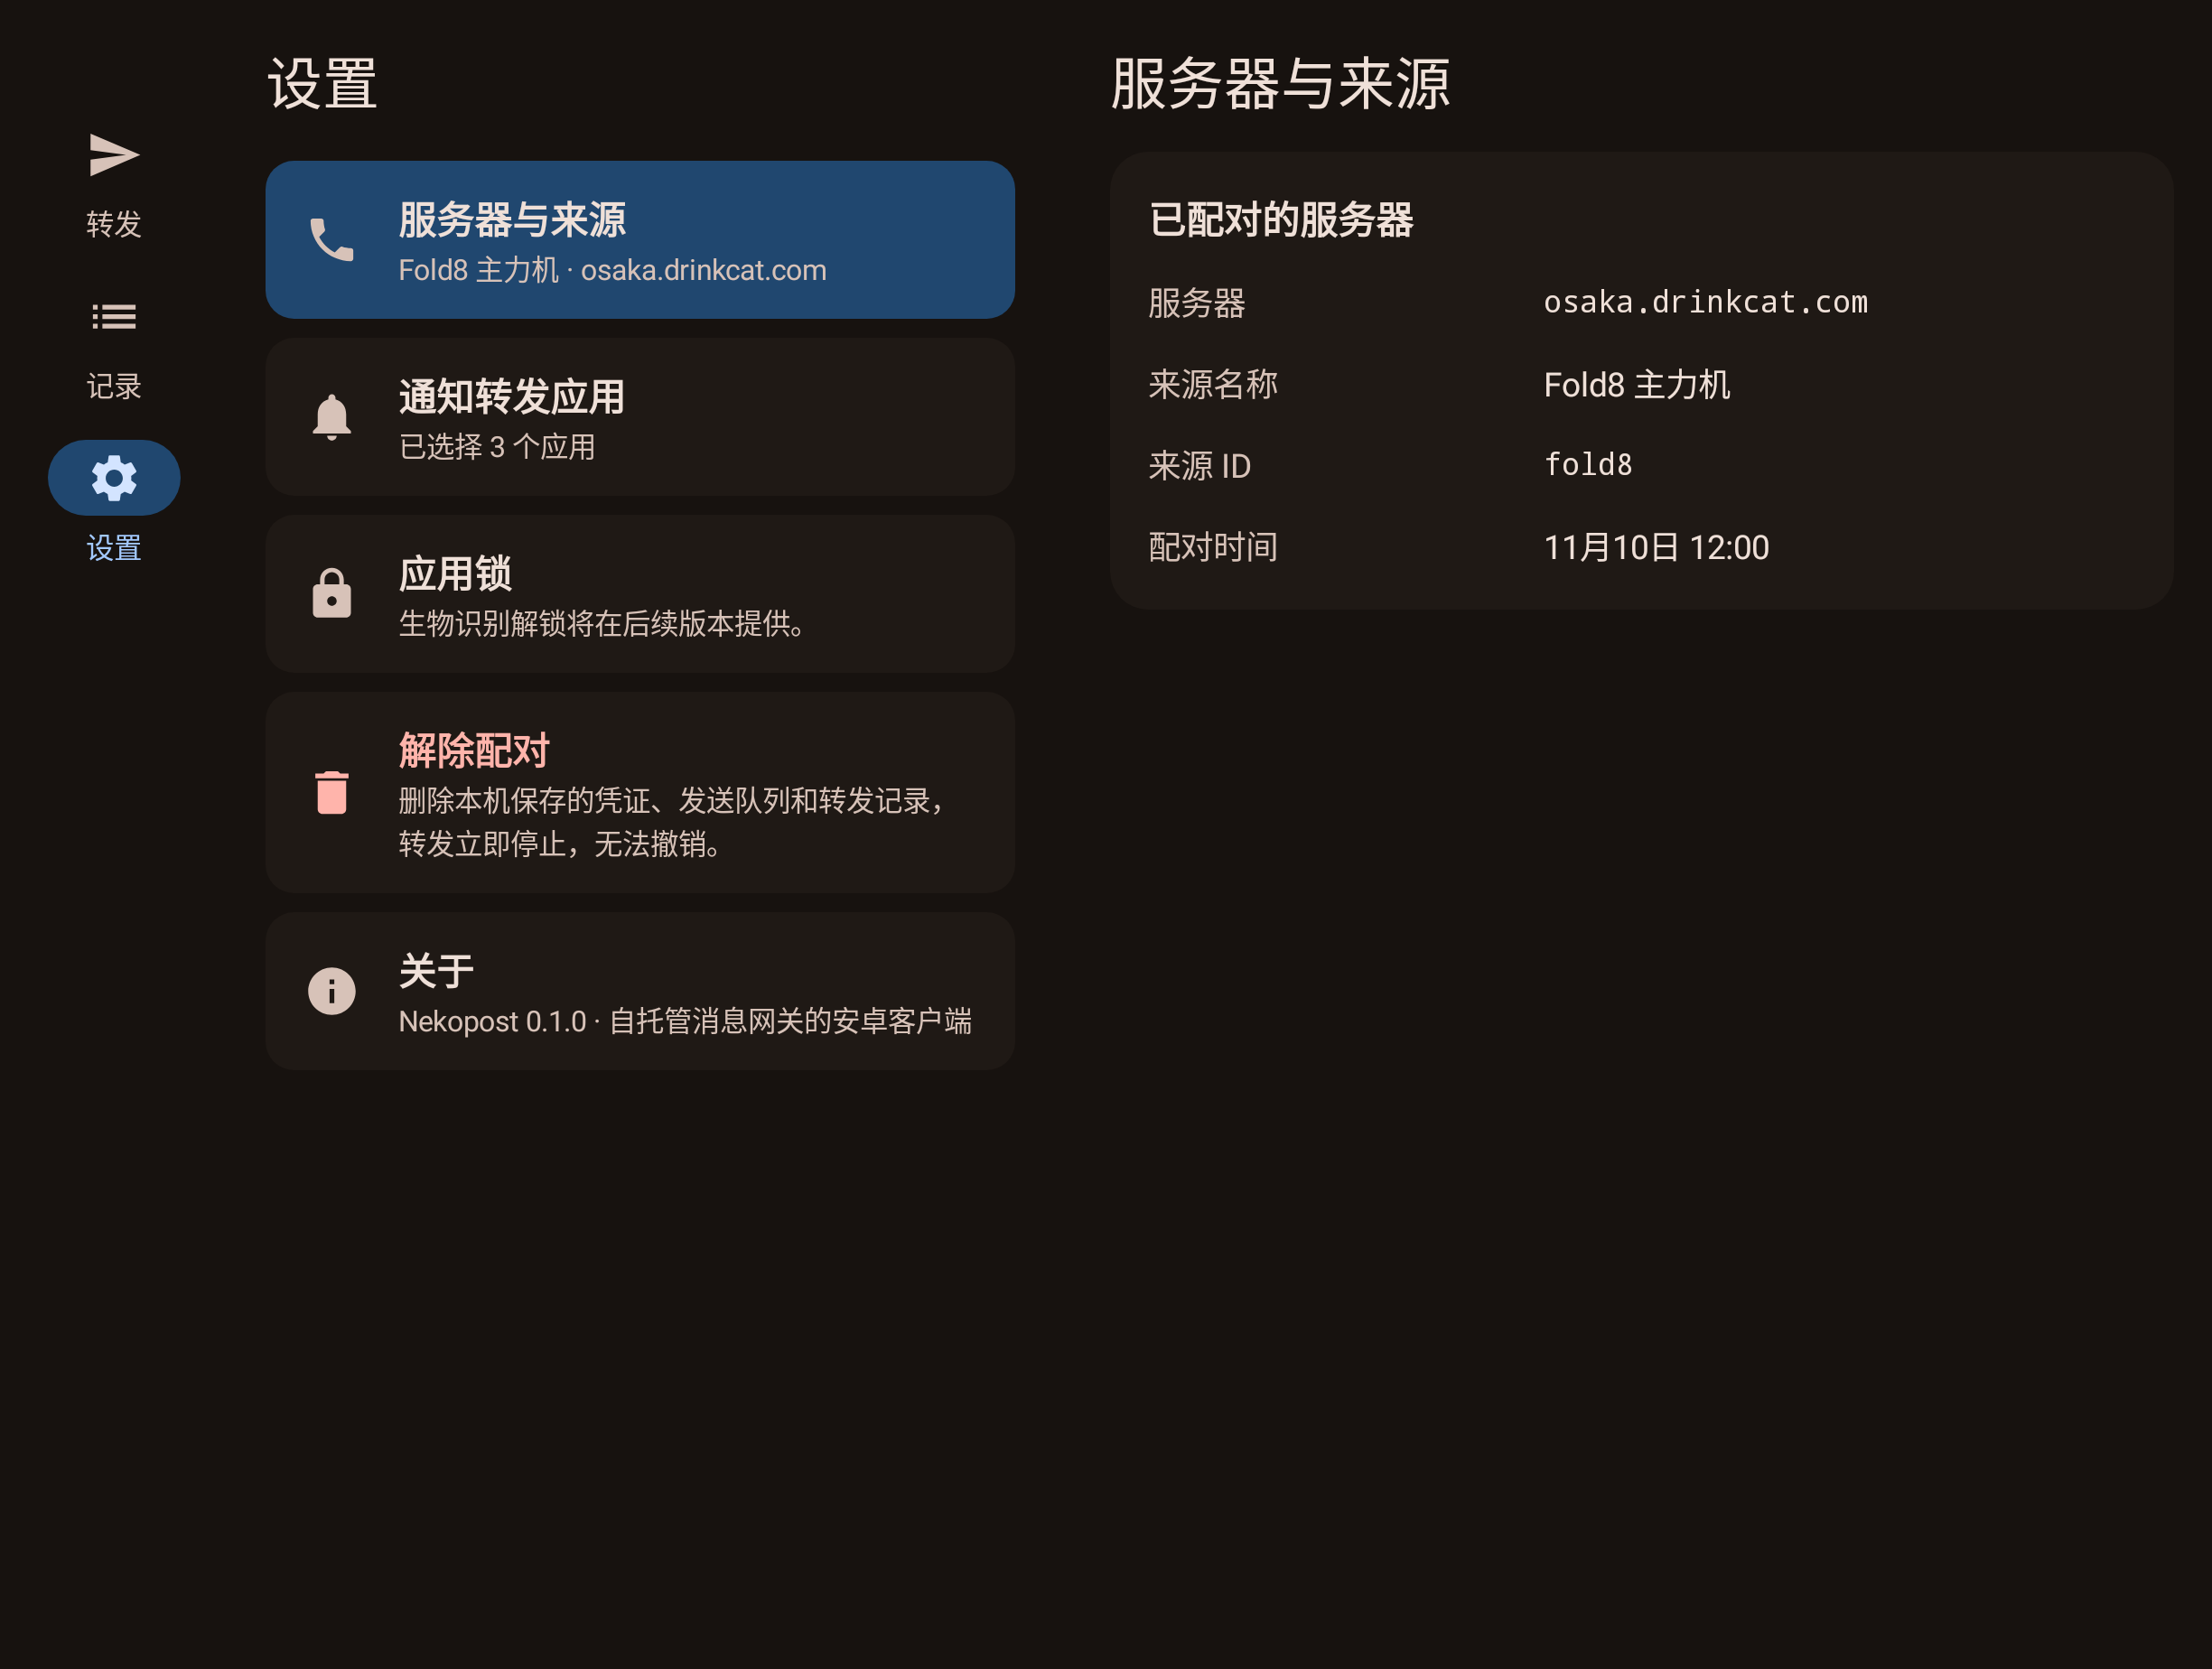 转发
记录
设置
设置
服务器与来源
Fold8 主力机 · osaka.drinkcat.com
通知转发应用
已选择 3 个应用
应用锁
生物识别解锁将在后续版本提供。
解除配对
删除本机保存的凭证、发送队列和转发记录，
转发立即停止，无法撤销。
关于
Nekopost 0.1.0 · 自托管消息网关的安卓客户端
服务器与来源
已配对的服务器
服务器 osaka.drinkcat.com
来源名称 Fold8 主力机
来源 ID fold8
配对时间 11月10日 12:00